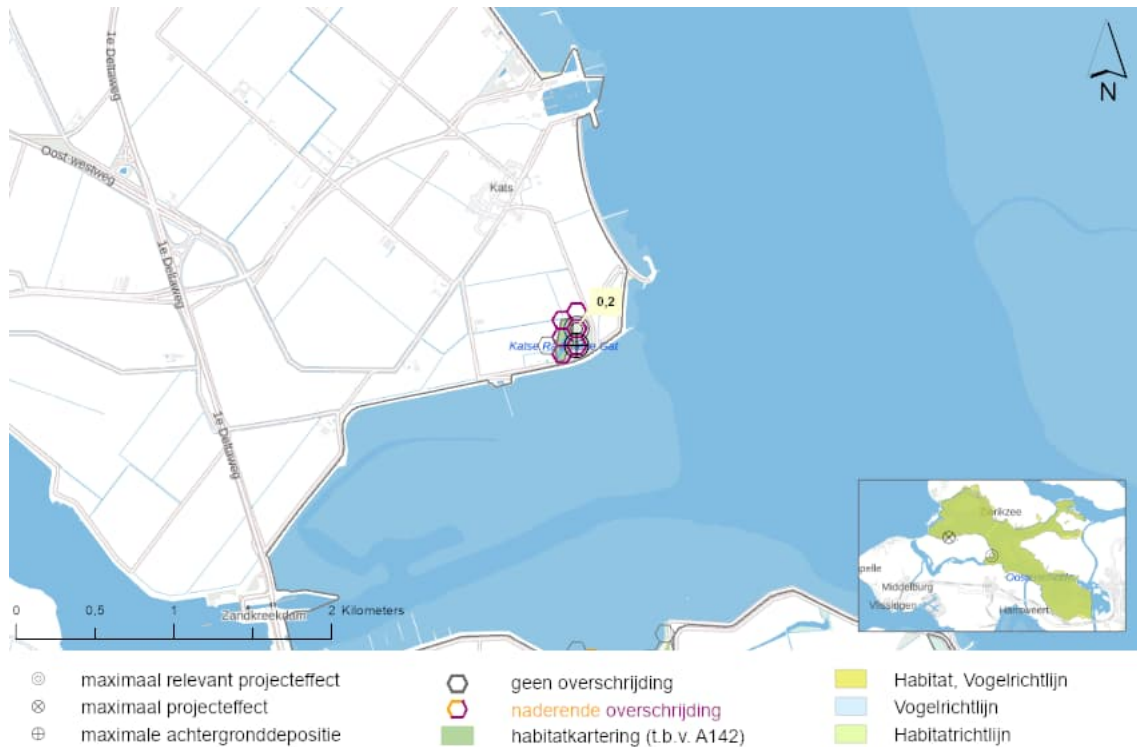 N
1e Deltaweg
Oost-westweg
Kats
1e Deltaweg
0,2
Katse
Gat
1e Deltaweg
Zierikzee
Middelburg
Vlissingen
0 0,5 1 2 Kilometers
Zandkreekdam
maximaal relevant projecteffect
maximaal projecteffect
maximale achtergronddepositie
geen overschrijding
naderende overschrijding
habitatkartering (t.b.v. A142)
Habitat, Vogelrichtlijn
Vogelrichtlijn
Habitatrichtlijn